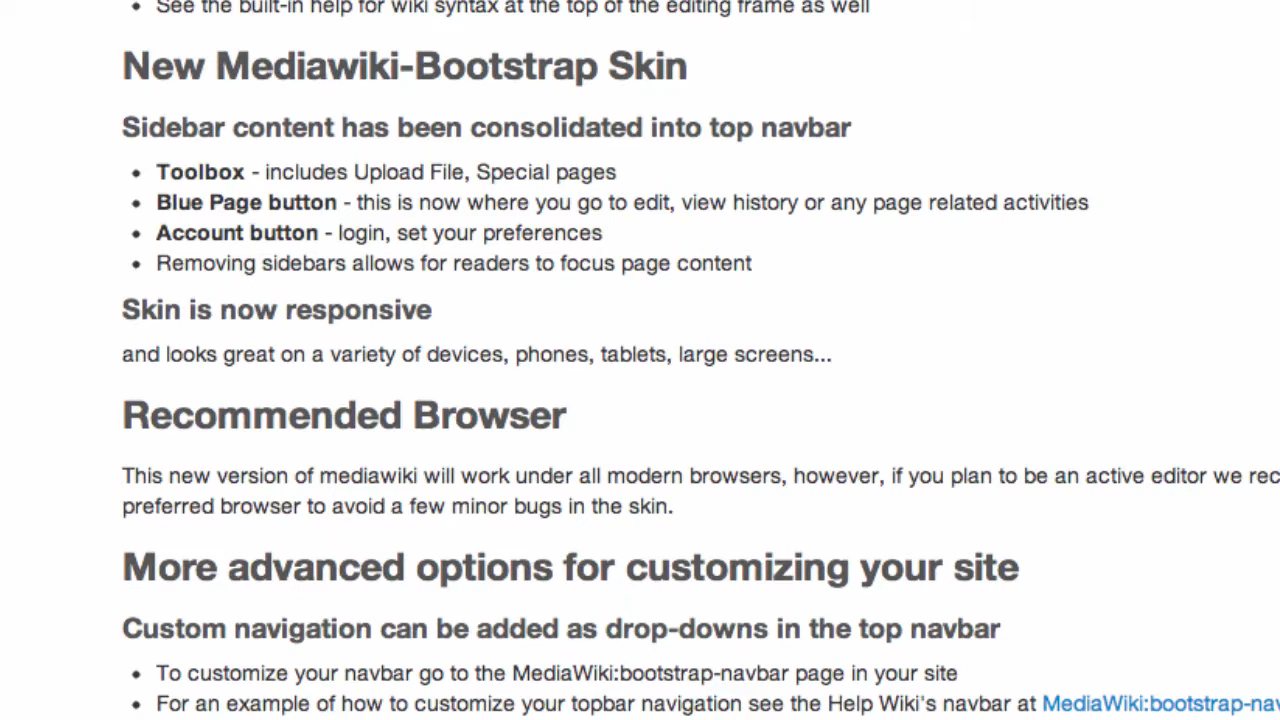 • See the built-in help for wiki syntax at the top of the editing frame as well
New Mediawiki-Bootstrap Skin
Sidebar content has been consolidated into top navbar
• Toolbox - includes Upload File, Special pages
• Blue Page button - this is now where you go to edit, view history or any page related activities
• Account button - login, set your preferences
• Removing sidebars allows for readers to focus page content
Skin is now responsive
and looks great on a variety of devices, phones, tablets, large screens...
Recommended Browser
This new version of mediawiki will work under all modern browsers, however, if you plan to be an active editor we rec
preferred browser to avoid a few minor bugs in the skin.
More advanced options for customizing your site
Custom navigation can be added as drop-downs in the top navbar
• To customize your navbar go to the MediaWiki:bootstrap-navbar page in your site
• For an example of how to customize your topbar navigation see the Help Wiki's navbar at MediaWiki:bootstrap-nav